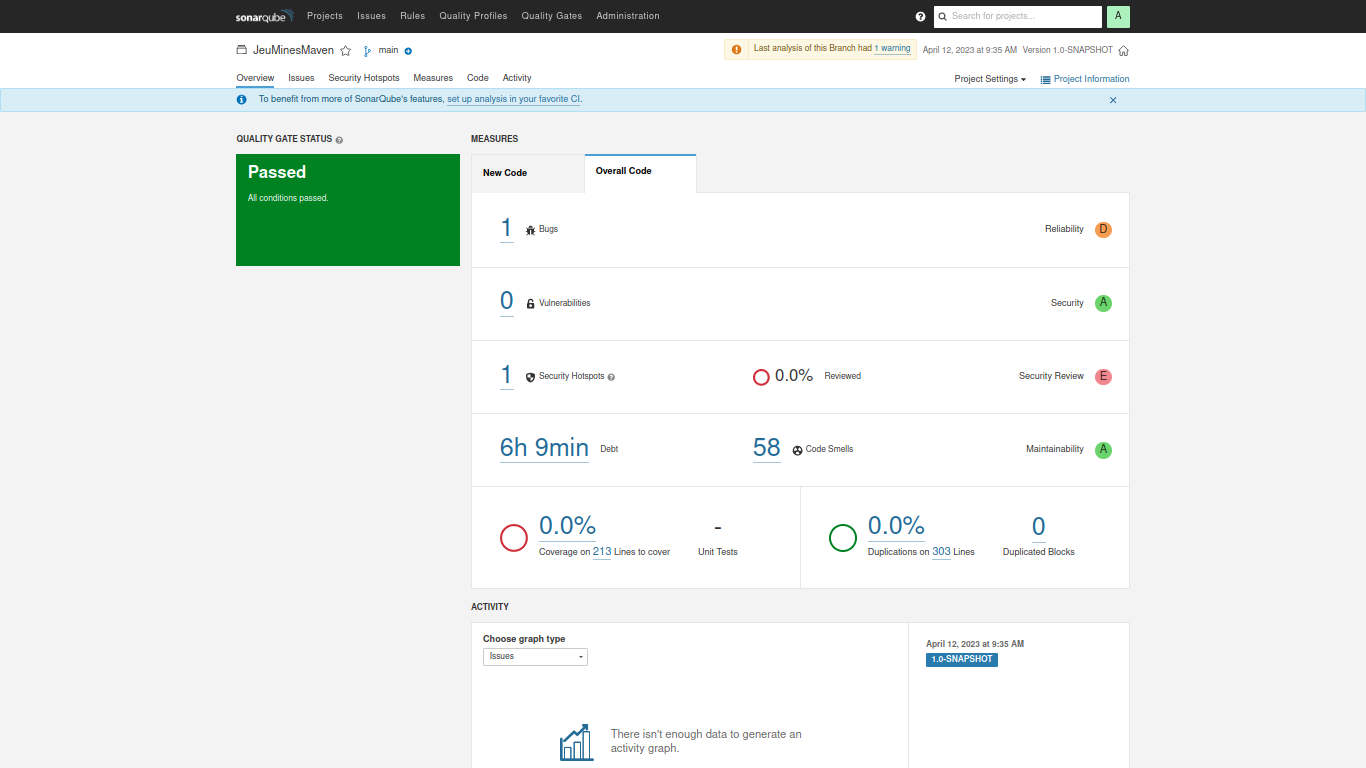 sonarqube Projects Issues Rules Quality Profiles Quality Gates Administration Search for projects... A
JeuMinesMaven main Last analysis of this Branch had 1 warning April 12, 2023 at 9:35 AM Version 1.0-SNAPSHOT
Overview Issues Security Hotspots Measures Code Activity Project Settings Project Information
To benefit from more of SonarQube's features, set up analysis in your favorite CI.
QUALITY GATE STATUS
Passed
All conditions passed.
MEASURES
New Code Overall Code
1 Bugs Reliability D
0 Vulnerabilities Security A
1 Security Hotspots 0.0% Reviewed Security Review E
6h 9min Debt 58 Code Smells Maintainability A
0.0% - 0.0% 0
Coverage on 213 Lines to cover Unit Tests Duplications on 303 Lines Duplicated Blocks
ACTIVITY
Choose graph type
Issues
April 12, 2023 at 9:35 AM
1.0-SNAPSHOT
There isn't enough data to generate an
activity graph.